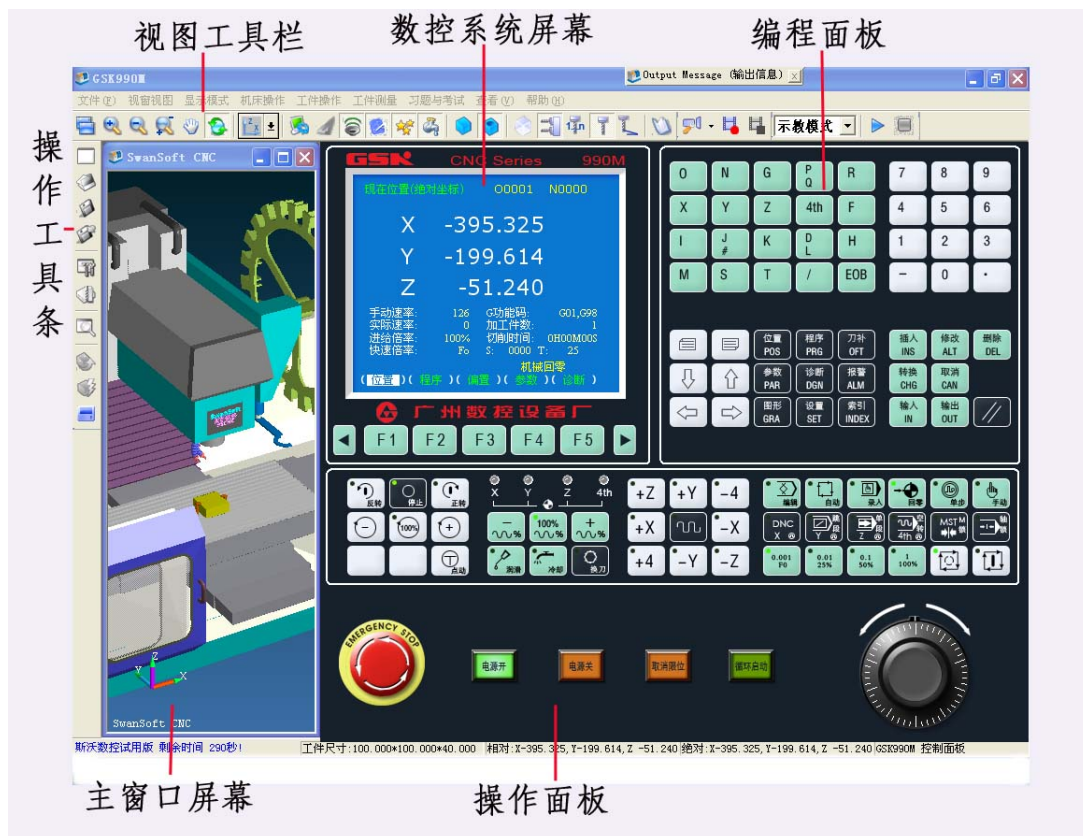 视图工具栏
数控系统屏幕
编程面板
GSK990M
Output Message (输出信息)
文件(F) 视窗视图 显示模式 机床操作 工件操作 工件测量 习题与考试 查看(V) 帮助(H)
示教模式
操作工具条
SwanSoft CNC
GSK CNC Series 990M
现在位置(绝对坐标) O0001 N0000
X -395.325
Y -199.614
Z -51.240
手动速率: 126 G功能码: G01,G98
实际速率: 0 加工件数: 1
进给倍率: 100% 切削时间: 0H00M00S
快速倍率: Fo S: 0000 T: 25
机械回零
(位置)(程序)(偏置)(参数)(诊断)
广州数控设备厂
F1 F2 F3 F4 F5
O N G P Q R 7 8 9
X Y Z 4th F 4 5 6
I J # K D L H 1 2 3
M S T / EOB - 0 .
位置 POS 程序 PRG 刀补 OFT 插入 INS 修改 ALT 删除 DEL
参数 PAR 诊断 DGN 报警 ALM 转换 CHG 取消 CAN
图形 GRA 设置 SET 索引 INDEX 输入 IN 输出 OUT //
反转 停止 正转 X Y Z 4th +Z +Y -4 编辑 自动 录入 回零 单步 手动
- 100% + -% 100% % +% +X -X DNC X 跳段 Y 单段 Z 空转 4th MST M锁 轴锁
点动 润滑 冷却 换刀 +4 -Y -Z 0.001 F0 0.01 25% 0.1 50% 1 100%
EMERGENCY STOP
电源开 电源关 取消限位 循环启动
Z
Y X
SwanSoft CNC
斯沃数控试用版 剩余时间 290秒!
工件尺寸:100.000*100.000*40.000 相对:X-395.325,Y-199.614,Z -51.240 绝对:X-395.325,Y-199.614,Z -51.240 GSK990M 控制面板
主窗口屏幕
操作面板